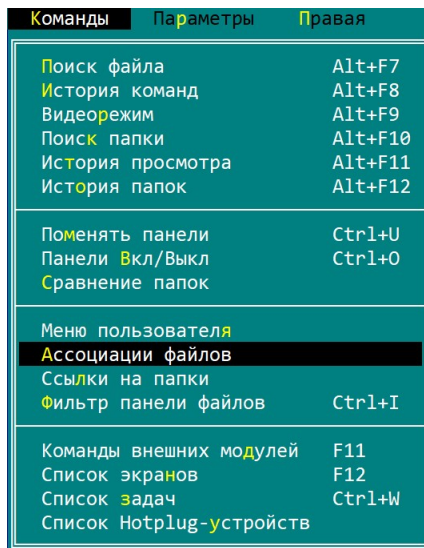 Команды Параметры Правая
Поиск файла Alt+F7
История команд Alt+F8
Видеорежим Alt+F9
Поиск папки Alt+F10
История просмотра Alt+F11
История папок Alt+F12
Поменять панели Ctrl+U
Панели Вкл/Выкл Ctrl+O
Сравнение папок
Меню пользователя
Ассоциации файлов
Ссылки на папки
Фильтр панели файлов Ctrl+I
Команды внешних модулей F11
Список экранов F12
Список задач Ctrl+W
Список Hotplug-устройств